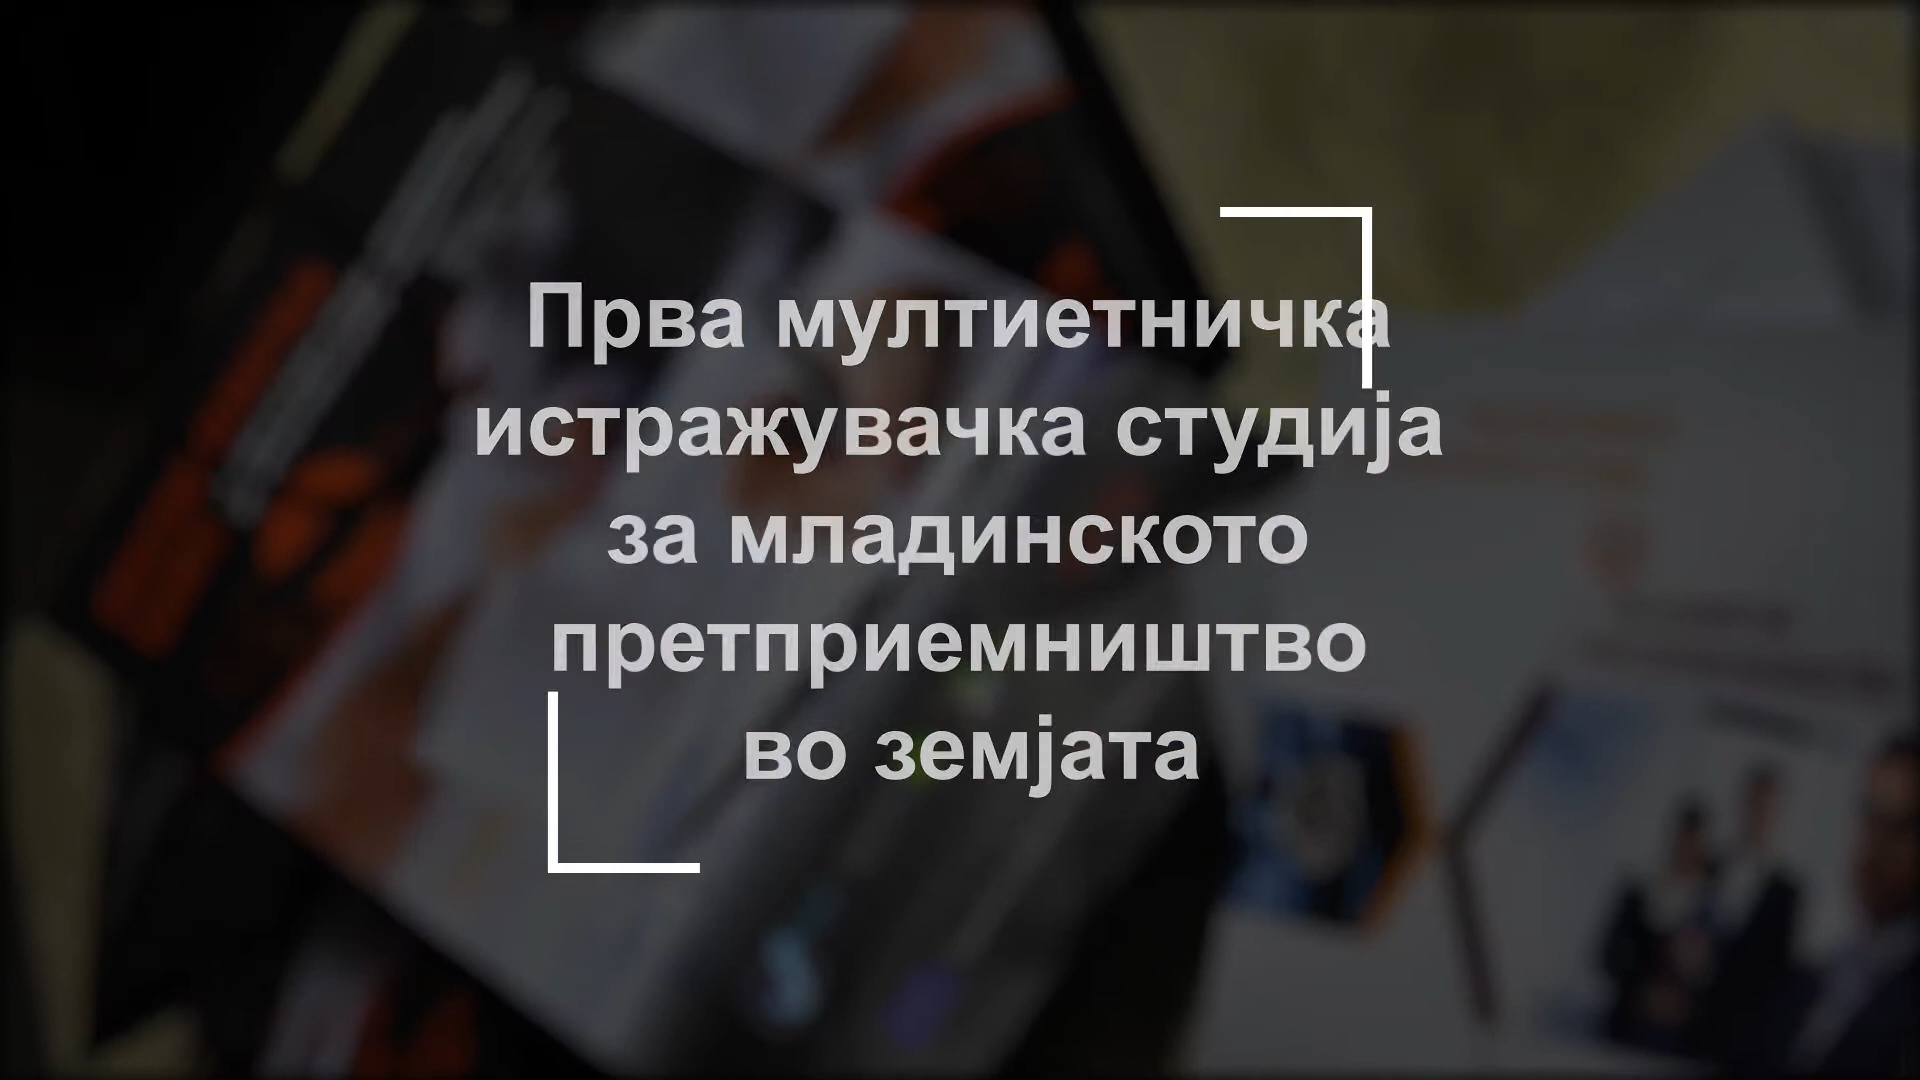 Прва мултиетничка
истражувачка студија
за младинското
претприемништво
во земјата